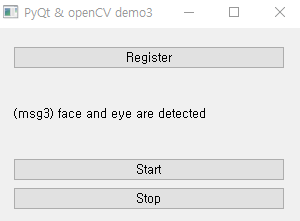 PyQt & openCV demo3
Register
(msg3) face and eye are detected
Start
Stop